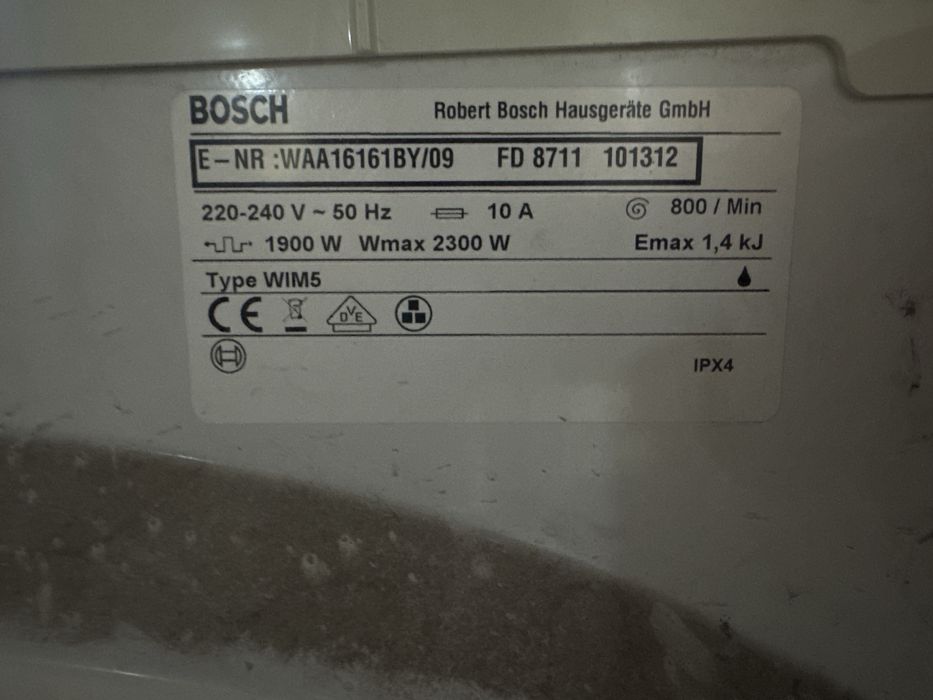 BOSCH Robert Bosch Hausgeräte GmbH
E-NR :WAA16161BY/09 FD 8711 101312
220-240 V ~ 50 Hz 10 A 800 / Min
1900 W Wmax 2300 W Emax 1,4 kJ
Type WIM5
CE DVE
IPX4